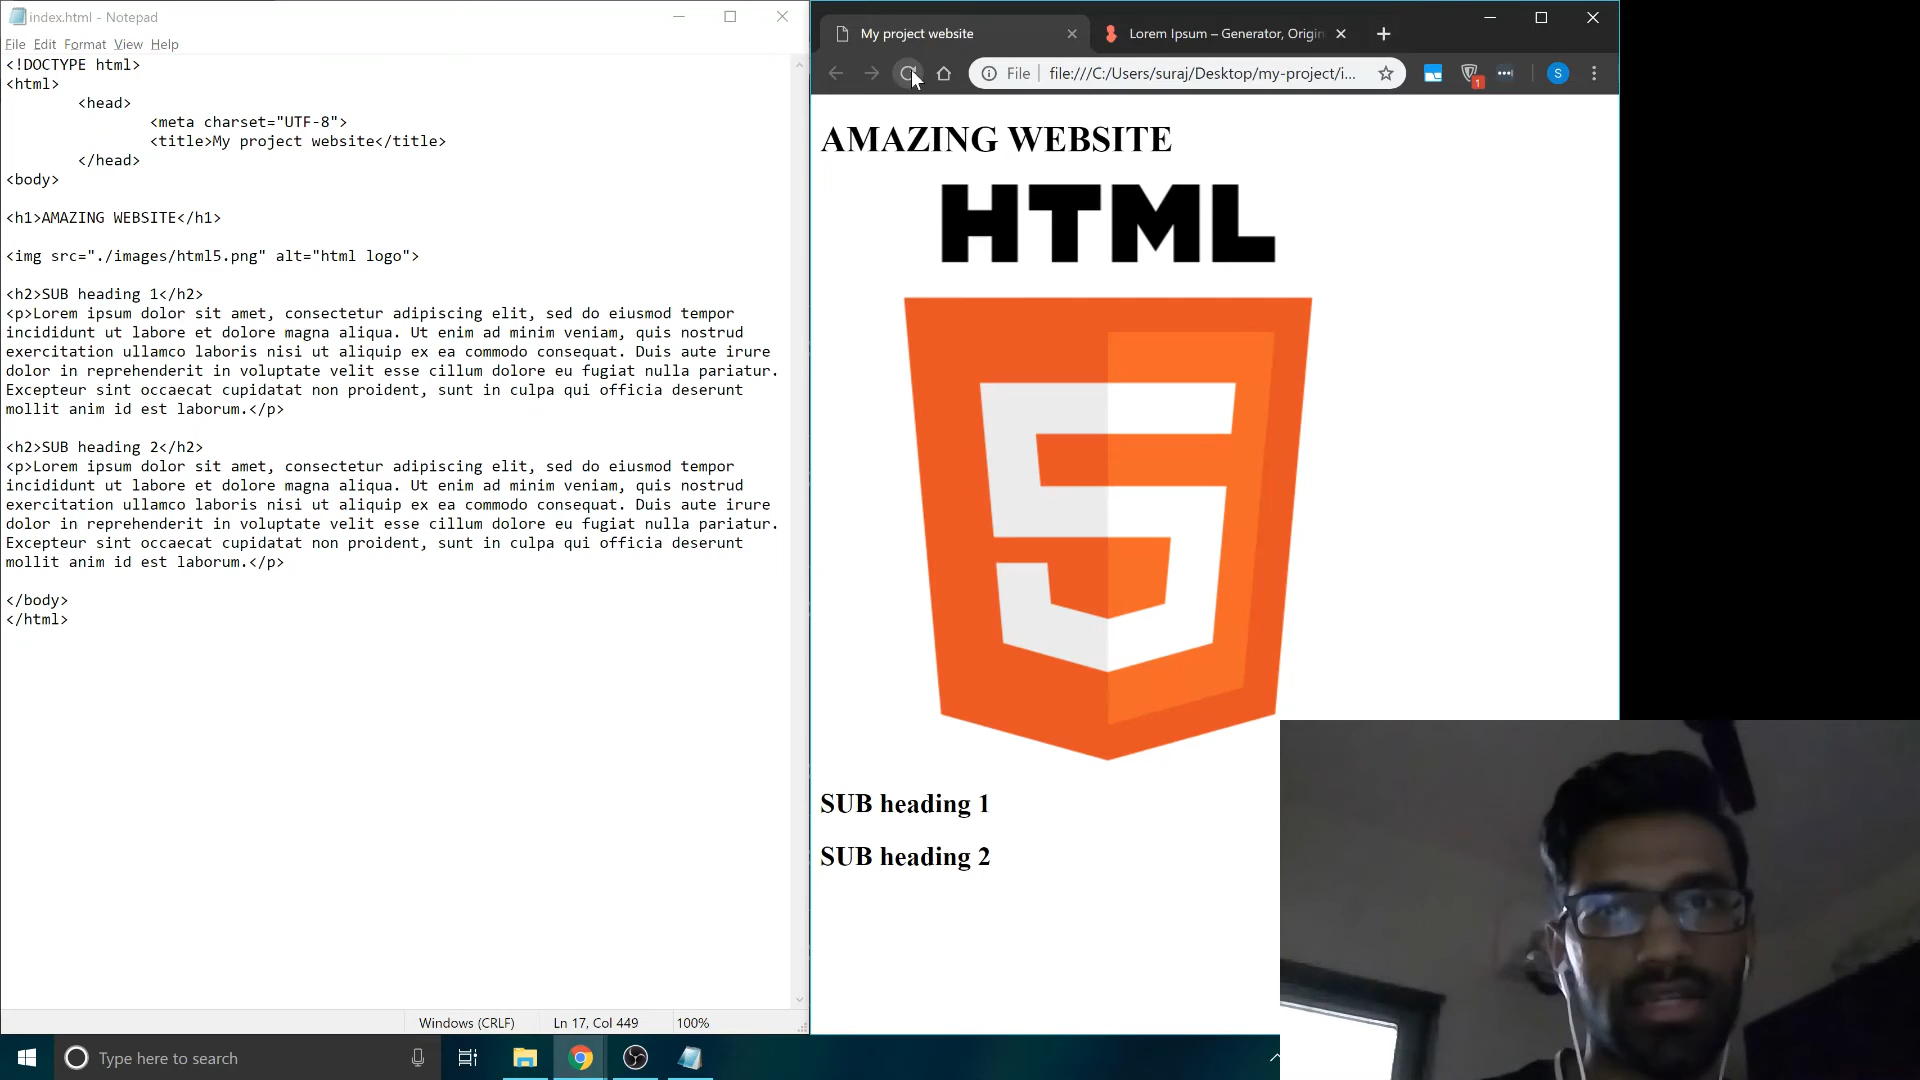 index.html - Notepad
File Edit Format View Help
<!DOCTYPE html>
<html>
<head>
<meta charset="UTF-8">
<title>My project website</title>
</head>
<body>
<h1>AMAZING WEBSITE</h1>
<img src="./images/html5.png" alt="html logo">
<h2>SUB heading 1</h2>
<p>Lorem ipsum dolor sit amet, consectetur adipiscing elit, sed do eiusmod tempor
incididunt ut labore et dolore magna aliqua. Ut enim ad minim veniam, quis nostrud
exercitation ullamco laboris nisi ut aliquip ex ea commodo consequat. Duis aute irure
dolor in reprehenderit in voluptate velit esse cillum dolore eu fugiat nulla pariatur.
Excepteur sint occaecat cupidatat non proident, sunt in culpa qui officia deserunt
mollit anim id est laborum.</p>
<h2>SUB heading 2</h2>
<p>Lorem ipsum dolor sit amet, consectetur adipiscing elit, sed do eiusmod tempor
incididunt ut labore et dolore magna aliqua. Ut enim ad minim veniam, quis nostrud
exercitation ullamco laboris nisi ut aliquip ex ea commodo consequat. Duis aute irure
dolor in reprehenderit in voluptate velit esse cillum dolore eu fugiat nulla pariatur.
Excepteur sint occaecat cupidatat non proident, sunt in culpa qui officia deserunt
mollit anim id est laborum.</p>
</body>
</html>
Windows (CRLF) Ln 17, Col 449 100%
My project website
Lorem Ipsum – Generator, Origin
File file:///C:/Users/suraj/Desktop/my-project/i... 1 S
AMAZING WEBSITE
HTML
5
SUB heading 1
SUB heading 2
Type here to search